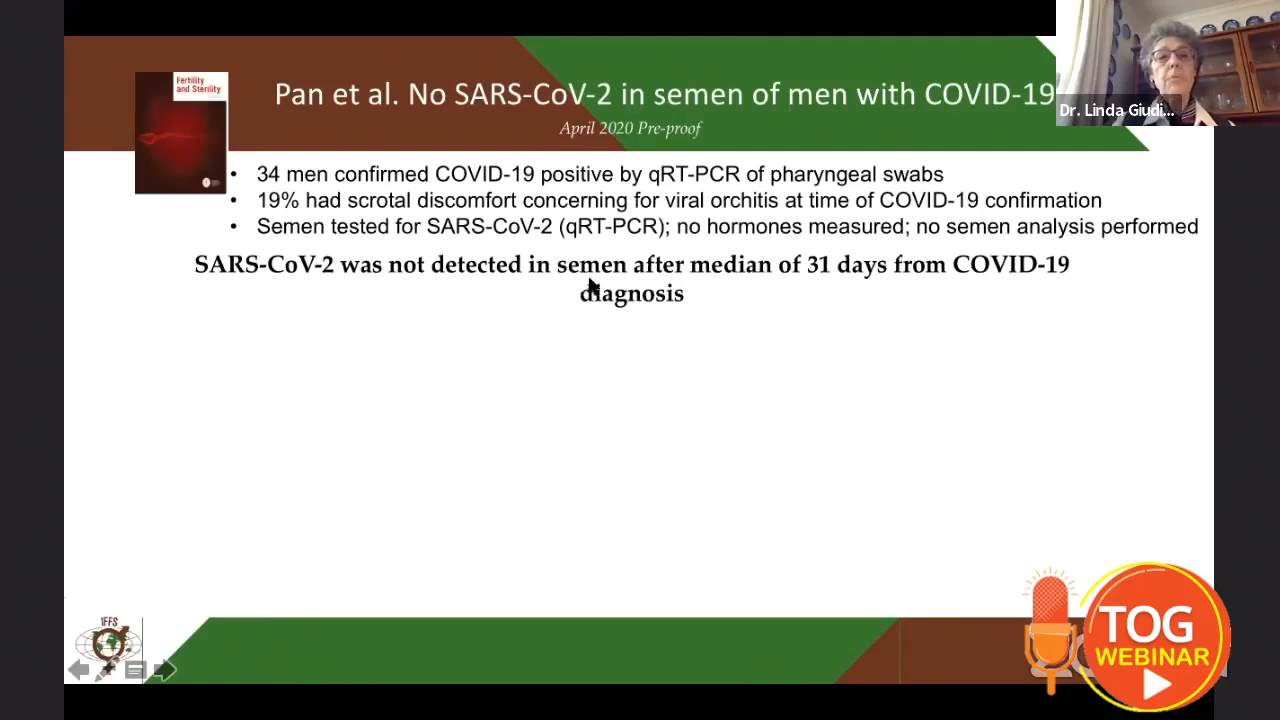 Fertility
and Sterility
Pan et al. No SARS-CoV-2 in semen of men with COVID-19
April 2020 Pre-proof
Dr. Linda Giudi...
• 34 men confirmed COVID-19 positive by qRT-PCR of pharyngeal swabs
• 19% had scrotal discomfort concerning for viral orchitis at time of COVID-19 confirmation
• Semen tested for SARS-CoV-2 (qRT-PCR); no hormones measured; no semen analysis performed
SARS-CoV-2 was not detected in semen after median of 31 days from COVID-19
diagnosis
IFFS
TOG
WEBINAR